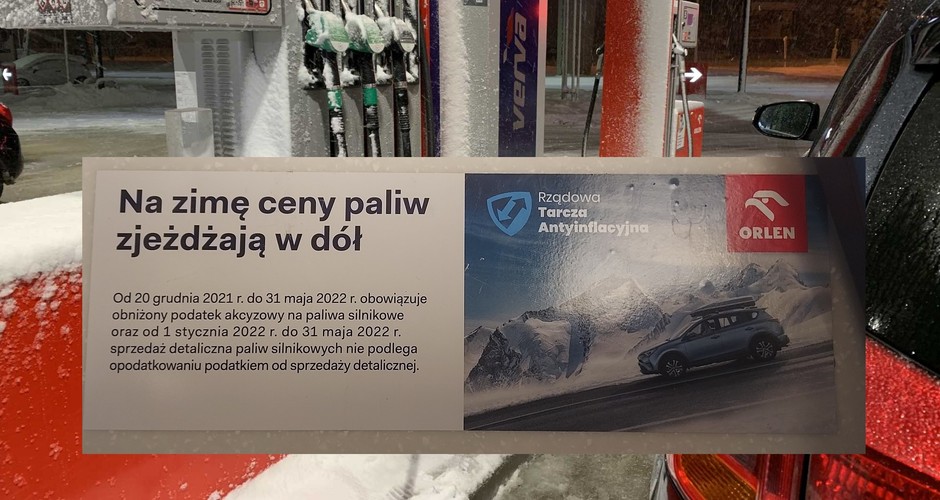 verva
Na zimę ceny paliw
zjeżdżają w dół
Od 20 grudnia 2021 r. do 31 maja 2022 r. obowiązuje
obniżony podatek akcyzowy na paliwa silnikowe
oraz od 1 stycznia 2022 r. do 31 maja 2022 r.
sprzedaż detaliczna paliw silnikowych nie podlega
opodatkowaniu podatkiem od sprzedaży detalicznej.
Rządowa
Tarcza
Antyinflacyjna
ORLEN